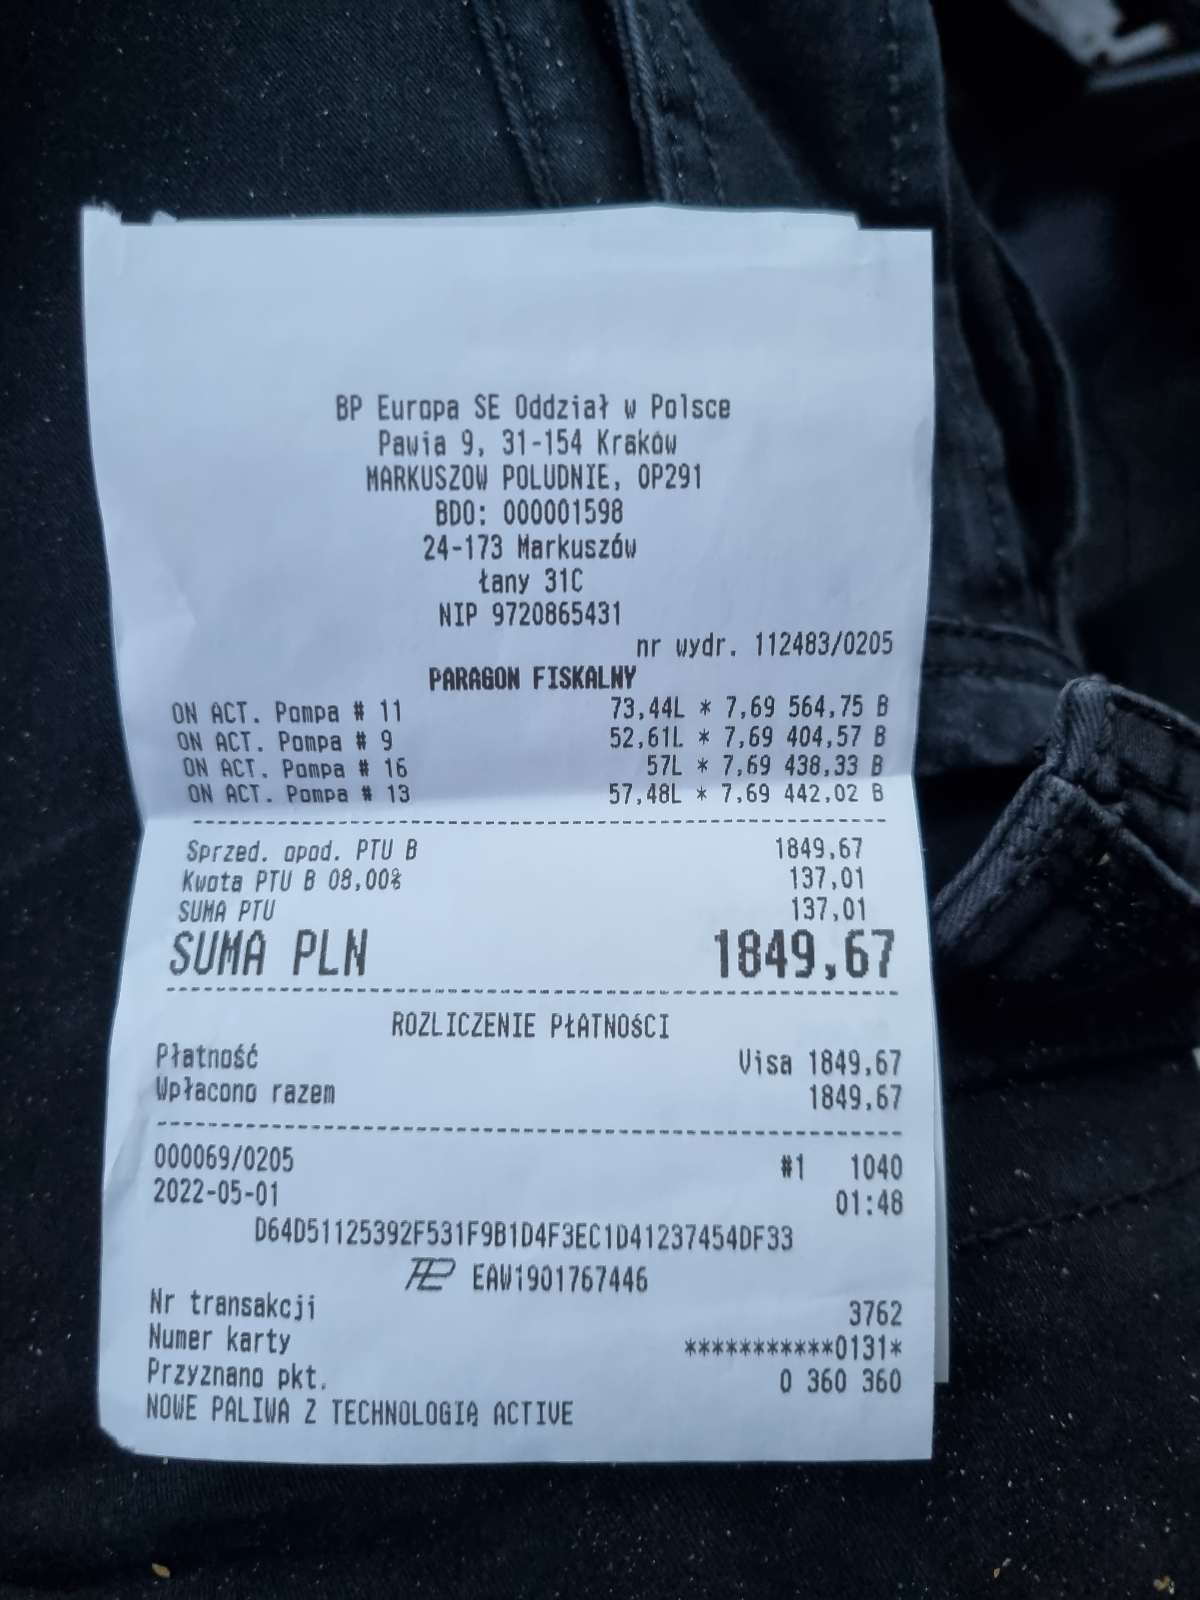 BP Europa SE Oddział w Polsce
Pawia 9, 31-154 Kraków
MARKUSZOW POLUDNIE, OP291
BDO: 000001598
24-173 Markuszów
Łany 31C
NIP 9720865431
nr wydr. 112483/0205
PARAGON FISKALNY
ON ACT. Pompa # 11 73,44L * 7,69 564,75 B
ON ACT. Pompa # 9 52,61L * 7,69 404,57 B
ON ACT. Pompa # 16 57L * 7,69 438,33 B
ON ACT. Pompa # 13 57,48L * 7,69 442,02 B
Sprzed. opod. PTU B 1849,67
Kwota PTU B 08,00% 137,01
SUMA PTU 137,01
SUMA PLN 1849,67
ROZLICZENIE PŁATNOŚCI
Płatność Visa 1849,67
Wpłacono razem 1849,67
000069/0205 #1 1040
2022-05-01 01:48
D64D51125392F531F9B1D4F3EC1D41237454DF33
EAW1901767446
Nr transakcji 3762
Numer karty ***********0131*
Przyznano pkt. 0 360 360
NOWE PALIWA Z TECHNOLOGIĄ ACTIVE